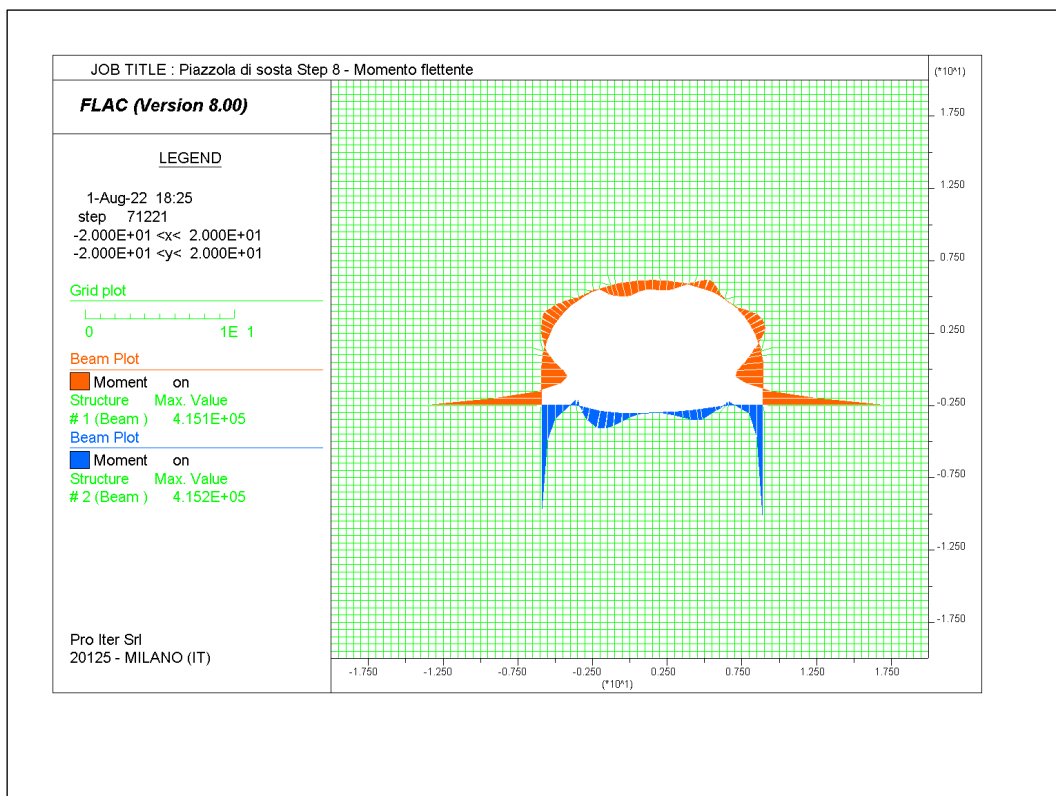 JOB TITLE : Piazzola di sosta Step 8 - Momento flettente
FLAC (Version 8.00)
LEGEND
1-Aug-22 18:25
step 71221
-2.000E+01 <x< 2.000E+01
-2.000E+01 <y< 2.000E+01
Grid plot
0 1E 1
Beam Plot
Moment on
Structure Max. Value
# 1 (Beam ) 4.151E+05
Beam Plot
Moment on
Structure Max. Value
# 2 (Beam ) 4.152E+05
Pro Iter Srl
20125 - MILANO (IT)
(*10^1)
1.750
1.250
0.750
0.250
-0.250
-0.750
-1.250
-1.750
-1.750 -1.250 -0.750 -0.250 0.250 0.750 1.250 1.750
(*10^1)